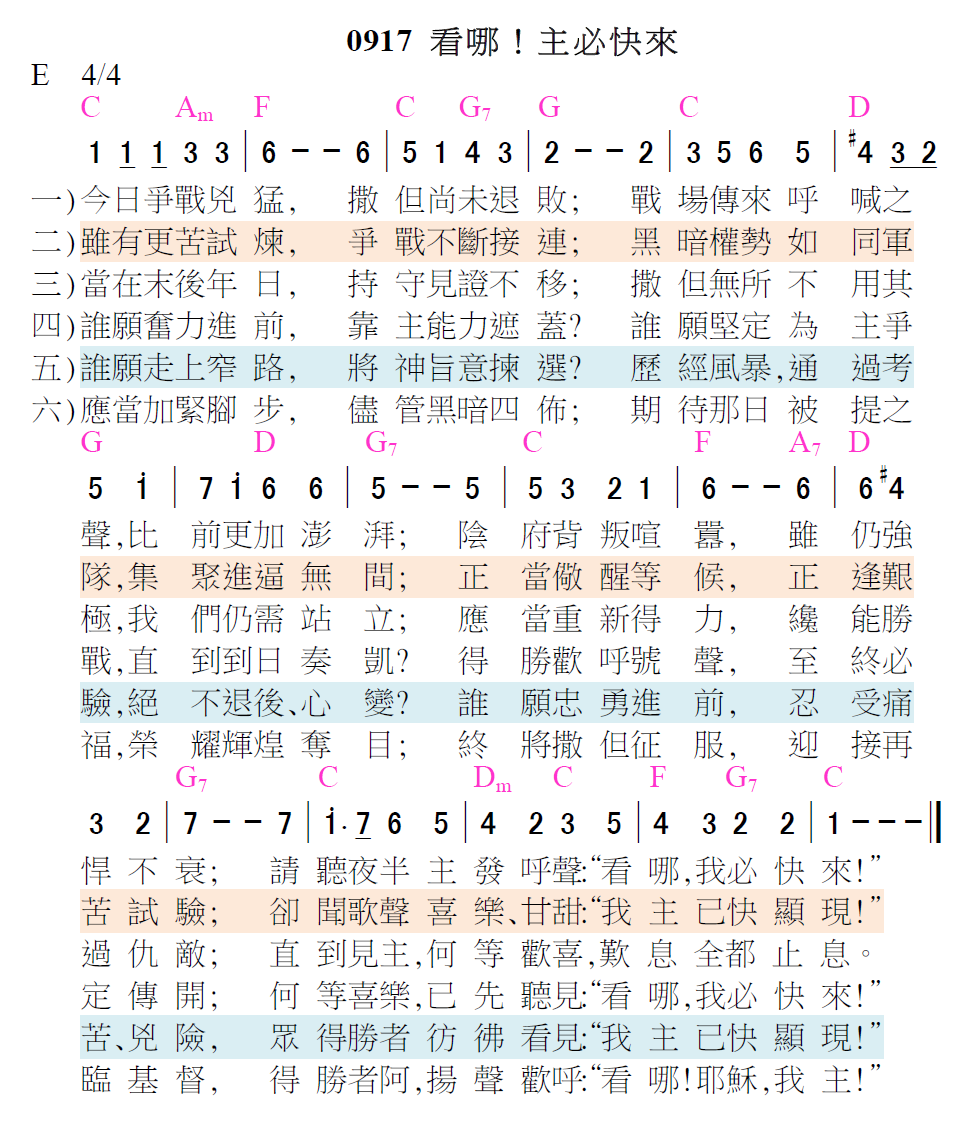 0917 看哪！主必快來
E 4/4
C Am F C G7 G C D
1 1 1 3 3 | 6 - - 6 | 5 1 4 3 | 2 - - 2 | 3 5 6 5 | #4 3 2
一)今日爭戰兇猛，撒但尚未退敗；戰場傳來呼喊之
二)雖有更苦試煉，爭戰不斷接連；黑暗權勢如同軍
三)當在末後年日，持守見證不移；撒但無所不用其
四)誰願奮力進前，靠主能力遮蓋？誰願堅定為主爭
五)誰願走上窄路，將神旨意揀選？歷經風暴，通過考
六)應當加緊腳步，儘管黑暗四佈；期待那日被提之
G D G7 C F A7 D
5 i | 7 i 6 6 | 5 - - 5 | 5 3 2 1 | 6 - - 6 | 6 #4
聲，比前更加澎湃；陰府背叛喧囂，雖仍強
隊，集聚進逼無間；正當儆醒等候，正逢艱
極，我們仍需站立；應當重新得力，纔能勝
戰，直到到日奏凱？得勝歡呼號聲，至終必
驗，絕不退後、心變？誰願忠勇進前，忍受痛
福，榮耀輝煌奪目；終將撒但征服，迎接再
G7 C Dm C F G7 C
3 2 | 7 - - 7 | i· 7 6 5 | 4 2 3 5 | 4 3 2 2 | 1 - - - ‖
悍不衰；請聽夜半主發呼聲：“看哪，我必快來！”
苦試驗；卻聞歌聲喜樂、甘甜：“我主已快顯現！”
過仇敵；直到見主，何等歡喜，歎息全都止息。
定傳開；何等喜樂，已先聽見：“看哪，我必快來！”
苦、兇險，眾得勝者彷彿看見：“我主已快顯現！”
臨基督，得勝者阿，揚聲歡呼：“看哪！耶穌，我主！”